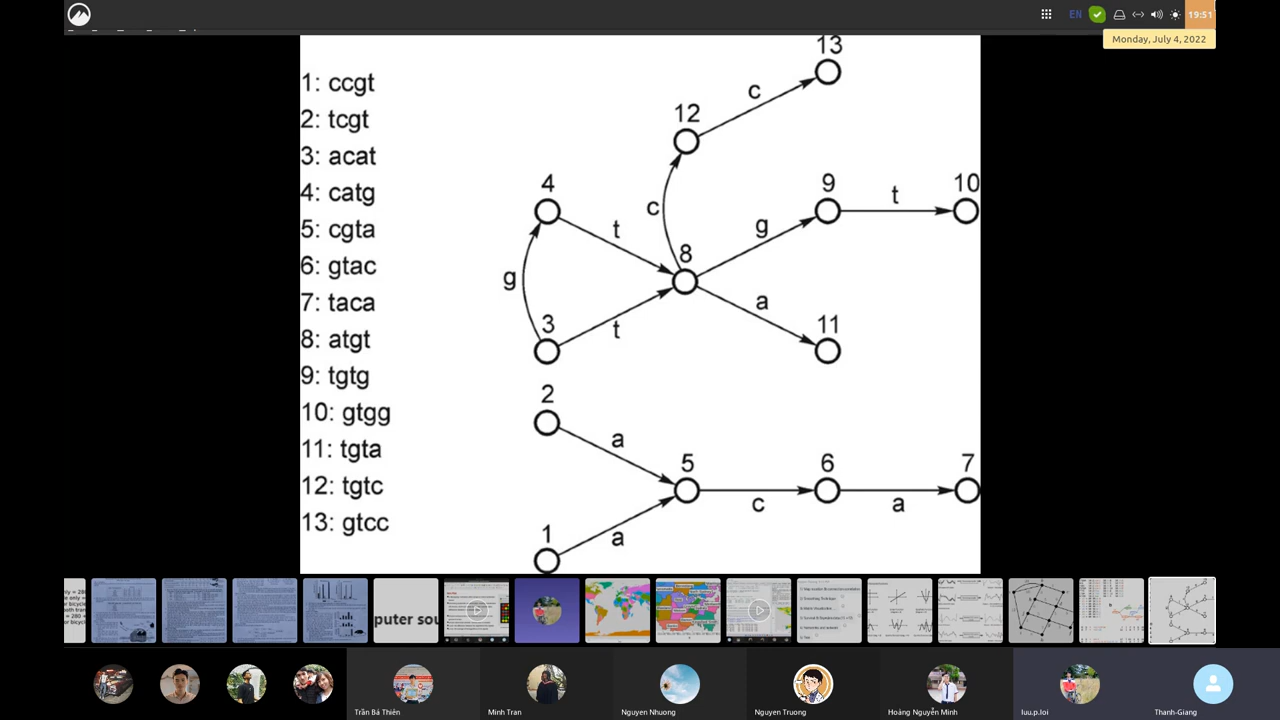 EN
19:51
Monday, July 4, 2022
1: ccgt
2: tcgt
3: acat
4: catg
5: cgta
6: gtac
7: taca
8: atgt
9: tgtg
10: gtgg
11: tgta
12: tgtc
13: gtcc
13
c
12
4
9
t
10
c
t
g
8
g
a
3
t
11
2
a
5
6
7
c
a
1
a
puter sou
Trần Bá Thiên
Minh Tran
Nguyen Nhuong
Nguyen Truong
Hoàng Nguyễn Minh
luu.p.loi
Thanh-Giang